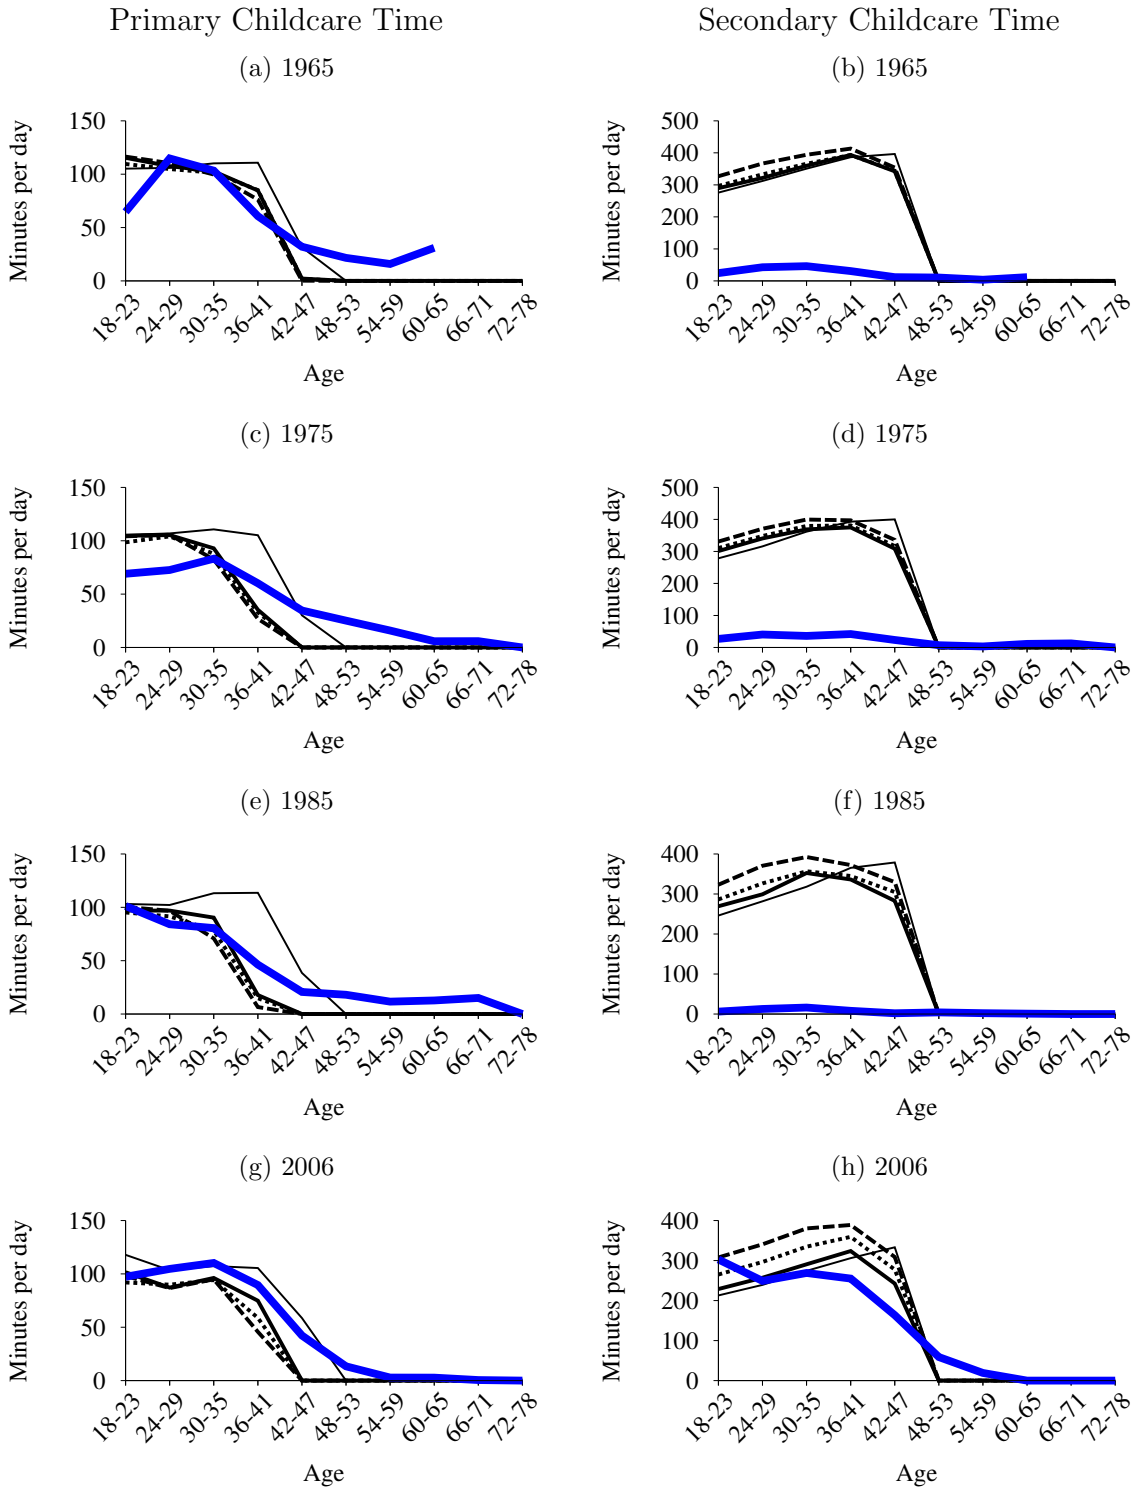 Primary Childcare Time
Secondary Childcare Time
(a) 1965
Minutes per day
150
100
50
0
18-23 24-29 30-35 36-41 42-47 48-53 54-59 60-65 66-71 72-78
Age
(b) 1965
Minutes per day
500
400
300
200
100
0
18-23 24-29 30-35 36-41 42-47 48-53 54-59 60-65 66-71 72-78
Age
(c) 1975
Minutes per day
150
100
50
0
18-23 24-29 30-35 36-41 42-47 48-53 54-59 60-65 66-71 72-78
Age
(d) 1975
Minutes per day
500
400
300
200
100
0
18-23 24-29 30-35 36-41 42-47 48-53 54-59 60-65 66-71 72-78
Age
(e) 1985
Minutes per day
150
100
50
0
18-23 24-29 30-35 36-41 42-47 48-53 54-59 60-65 66-71 72-78
Age
(f) 1985
Minutes per day
400
300
200
100
0
18-23 24-29 30-35 36-41 42-47 48-53 54-59 60-65 66-71 72-78
Age
(g) 2006
Minutes per day
150
100
50
0
18-23 24-29 30-35 36-41 42-47 48-53 54-59 60-65 66-71 72-78
Age
(h) 2006
Minutes per day
400
300
200
100
0
18-23 24-29 30-35 36-41 42-47 48-53 54-59 60-65 66-71 72-78
Age